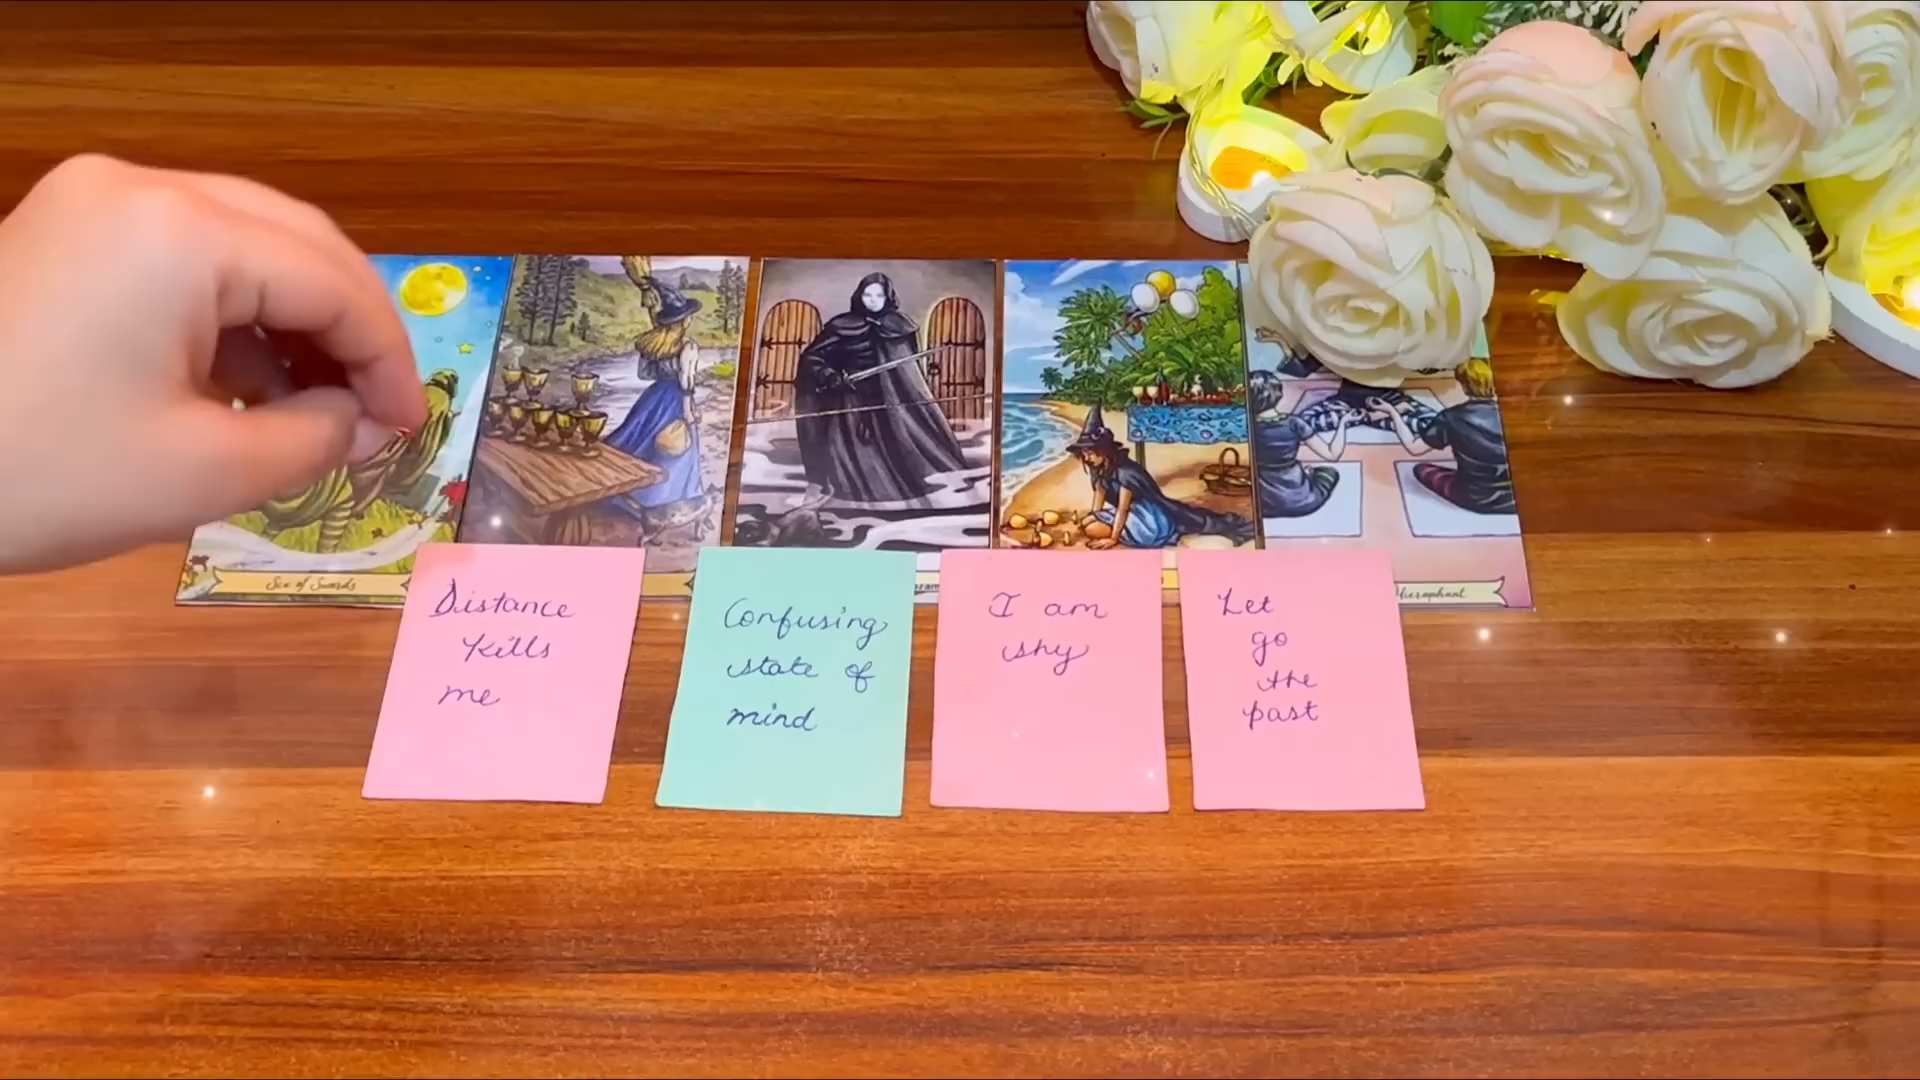 Six of Swords
Hierophant
Distance
Kills
me
Confusing
state of
mind
I am
shy
Let
go
the
past